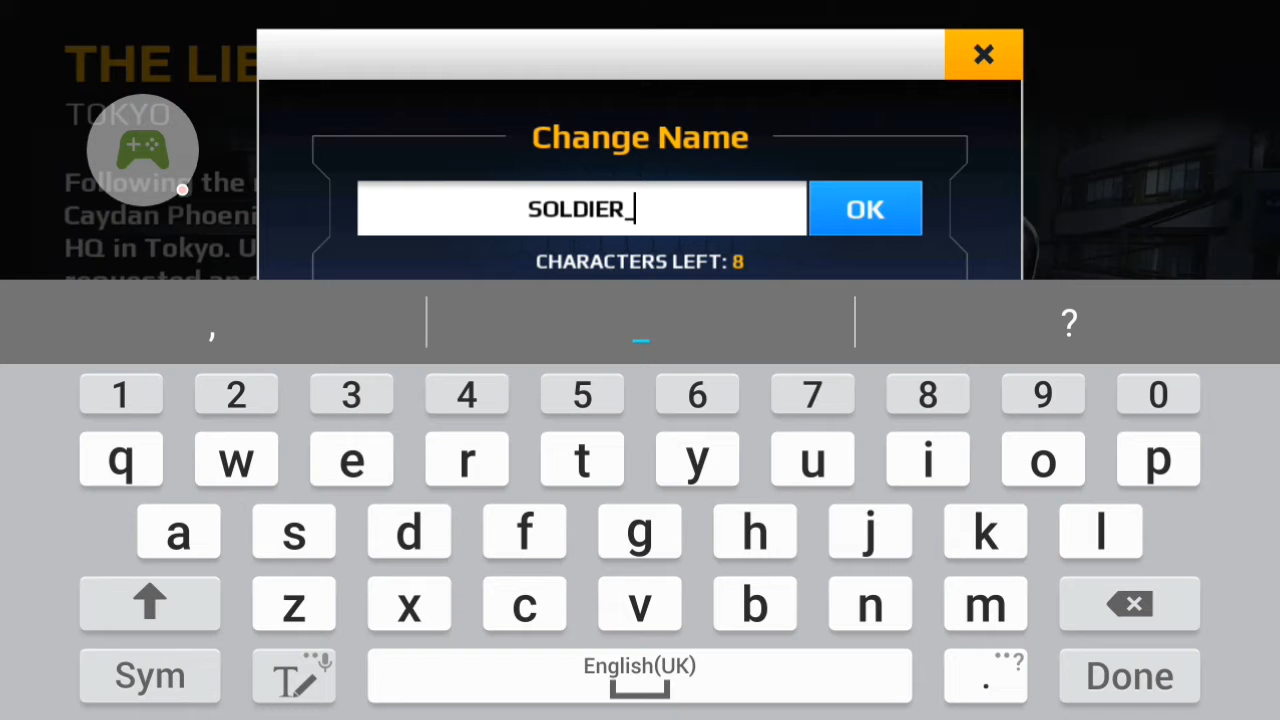 THE LIE
TOKYO
Following the
Caydan Phoeni
HQ in Tokyo. U
Change Name
SOLDIER_
OK
CHARACTERS LEFT: 8
, _ ?
1 2 3 4 5 6 7 8 9 0
q w e r t y u i o p
a s d f g h j k l
z x c v b n m
English(UK)
Sym T . ..? Done